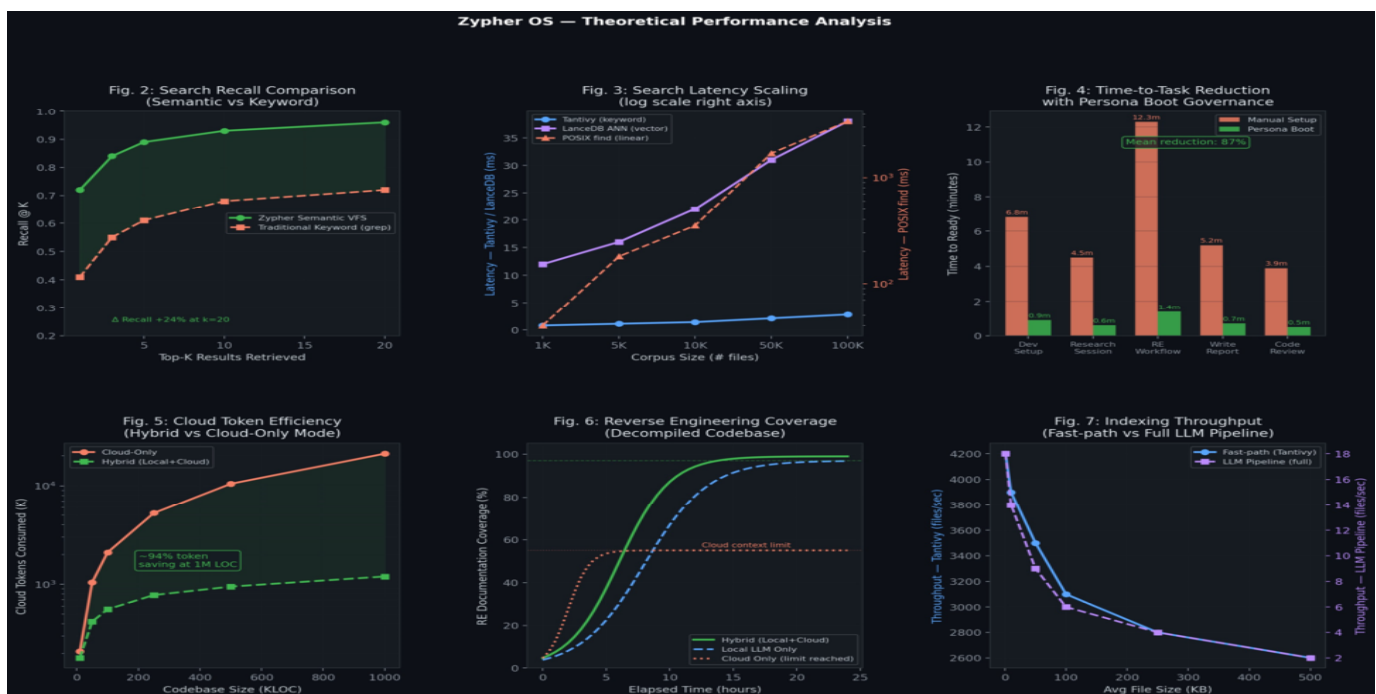 Zypher OS — Theoretical Performance Analysis
Fig. 2: Search Recall Comparison
(Semantic vs Keyword)
Recall @K
1.0
0.9
0.8
0.7
0.6
0.5
0.4
0.3
0.2
Zypher Semantic VFS
Traditional Keyword (grep)
Δ Recall +24% at k=20
5
10
15
20
Top-K Results Retrieved
Fig. 3: Search Latency Scaling
(log scale right axis)
Latency — Tantivy / LanceDB (ms)
35
30
25
20
15
10
5
0
Tantivy (keyword)
LanceDB ANN (vector)
POSIX find (linear)
10³
10²
Latency — POSIX find (ms)
1K
5K
10K
50K
100K
Corpus Size (# files)
Fig. 4: Time-to-Task Reduction
with Persona Boot Governance
Time to Ready (minutes)
12
10
8
6
4
2
0
Manual Setup
Persona Boot
Mean reduction: 87%
6.8m
0.9m
4.5m
0.6m
12.3m
1.4m
5.2m
0.7m
3.9m
0.5m
Dev
Setup
Research
Session
RE
Workflow
Write
Report
Code
Review
Fig. 5: Cloud Token Efficiency
(Hybrid vs Cloud-Only Mode)
Cloud Tokens Consumed (K)
10⁴
10³
Cloud-Only
Hybrid (Local+Cloud)
~94% token
saving at 1M LOC
0
200
400
600
800
1000
Codebase Size (KLOC)
Fig. 6: Reverse Engineering Coverage
(Decompiled Codebase)
RE Documentation Coverage (%)
100
80
60
40
20
0
Cloud context limit
Hybrid (Local+Cloud)
Local LLM Only
Cloud Only (limit reached)
0
5
10
15
20
25
Elapsed Time (hours)
Fig. 7: Indexing Throughput
(Fast-path vs Full LLM Pipeline)
Throughput — Tantivy (files/sec)
4200
4000
3800
3600
3400
3200
3000
2800
2600
Fast-path (Tantivy)
LLM Pipeline (full)
18
16
14
12
10
8
6
4
2
Throughput — LLM Pipeline (files/sec)
0
100
200
300
400
500
Avg File Size (KB)